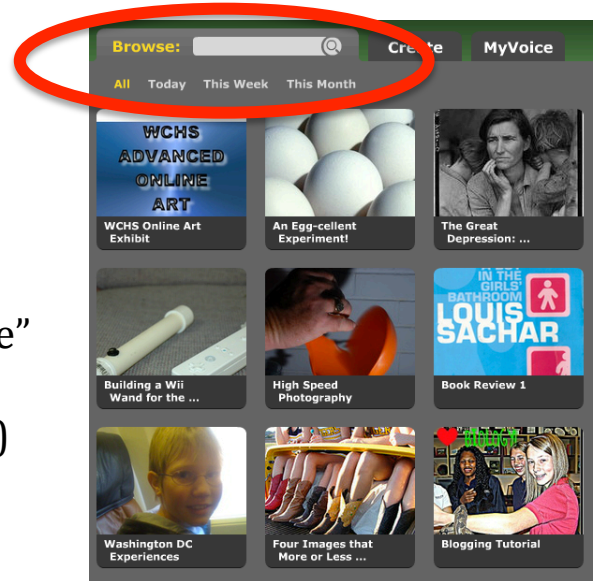 Browse:
Create MyVoice
All Today This Week This Month
WCHS
ADVANCED
ONLINE
ART
WCHS Online Art
Exhibit
An Egg-cellent
Experiment!
The Great
Depression: ...
IN THE
GIRLS'
BATHROOM
LOUIS
SACHAR
e”
)
Building a Wii
Wand for the ...
High Speed
Photography
Book Review 1
Washington DC
Experiences
Four Images that
More or Less ...
Blogging Tutorial